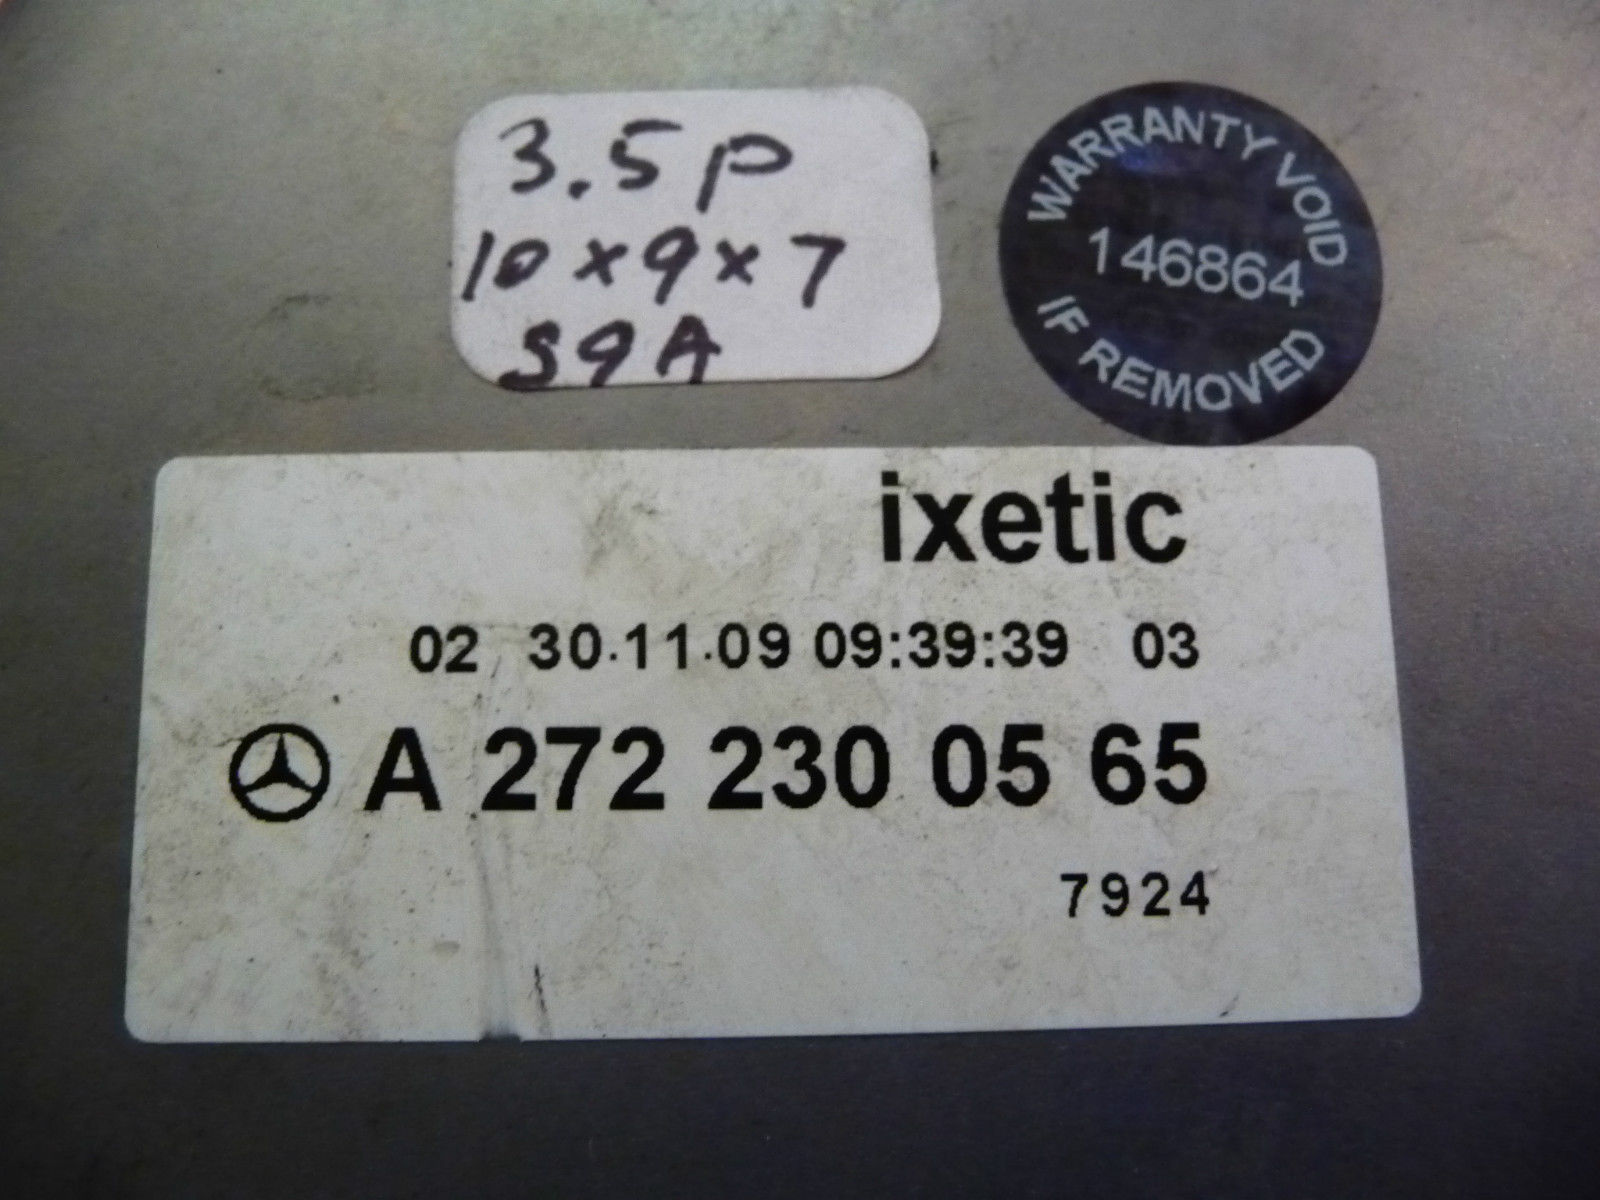 3.5 p
10 x 9 x 7
S9A
WARRANTY VOID
146864
IF REMOVED
ixetic
02 30.11.09 09:39:39 03
A 272 230 05 65
7924